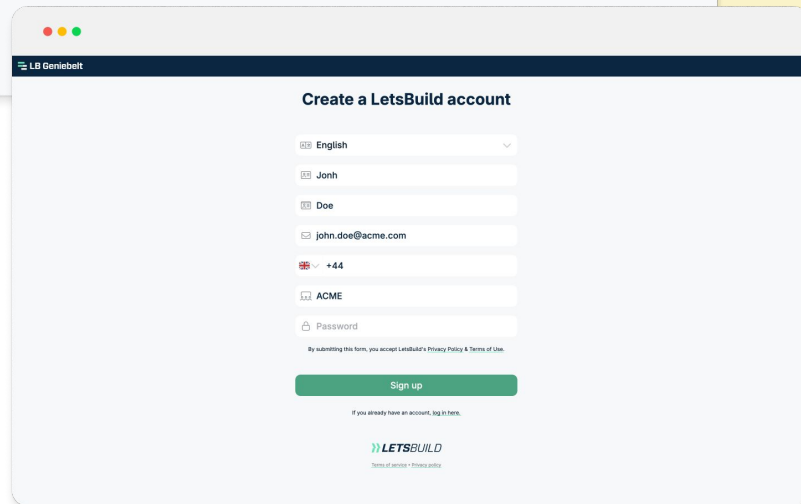 LB Geniebelt
Create a LetsBuild account
English
Jonh
Doe
john.doe@acme.com
+44
ACME
Password
By submitting this form, you accept LetsBuild's Privacy Policy & Terms of Use.
Sign up
If you already have an account, log in here.
LETSBUILD
Terms of service • Privacy policy